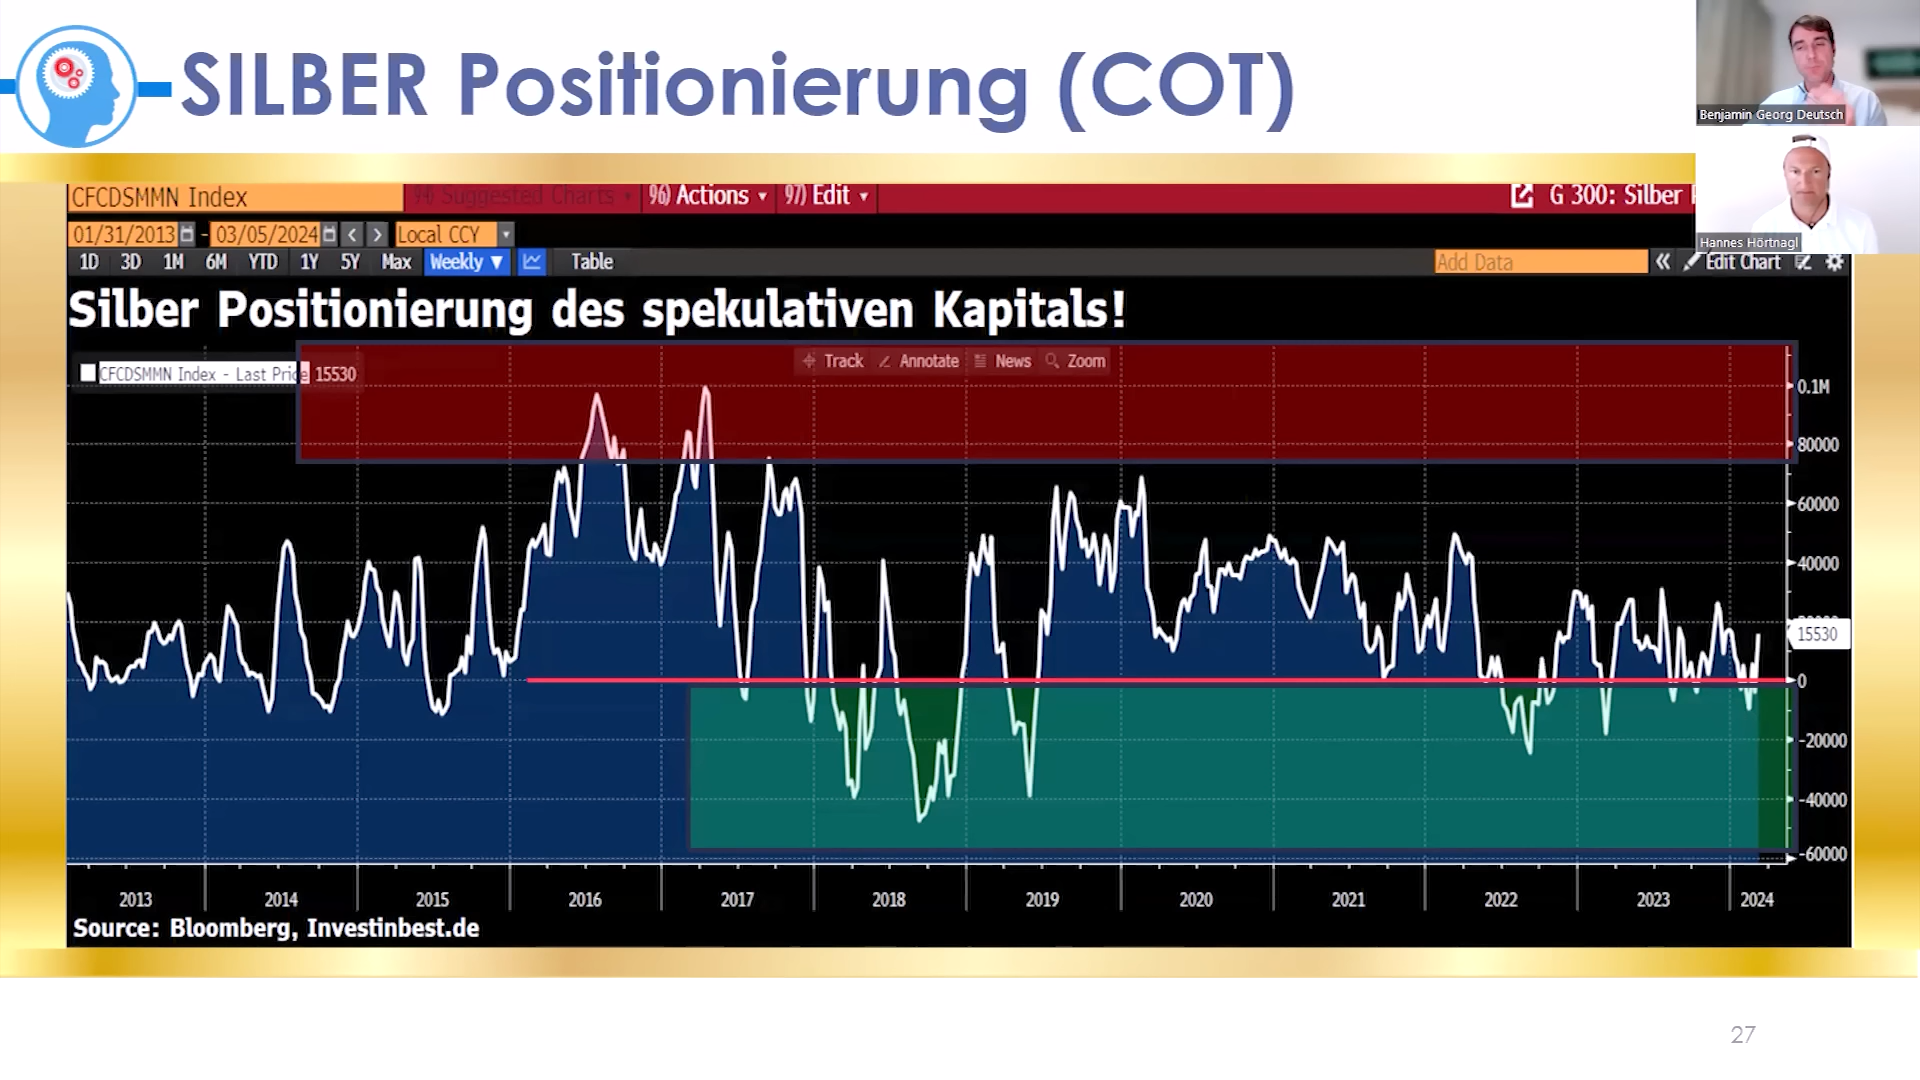 SILBER Positionierung (COT)
Benjamin Georg Deutsch
Hannes Hörtnagl
CFCDSMMN Index
94) Suggested Charts
96) Actions
97) Edit
G 300: Silber
01/31/2013 - 03/05/2024
Local CCY
1D 3D 1M 6M YTD 1Y 5Y Max Weekly Table
Add Data
Edit Chart
Silber Positionierung des spekulativen Kapitals!
Track Annotate News Zoom
CFCDSMMN Index - Last Price 15530
0.1M
80000
60000
40000
15530
0
-20000
-40000
-60000
2013 2014 2015 2016 2017 2018 2019 2020 2021 2022 2023 2024
Source: Bloomberg, Investinbest.de
27